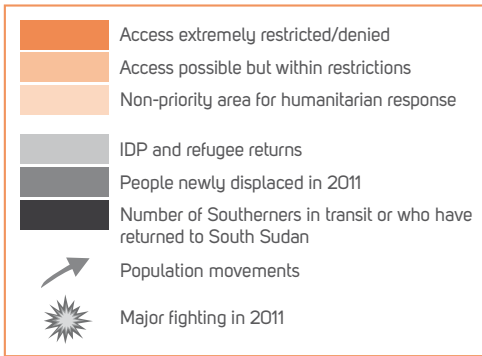 Access extremely restricted/denied
Access possible but within restrictions
Non-priority area for humanitarian response
IDP and refugee returns
People newly displaced in 2011
Number of Southerners in transit or who have
returned to South Sudan
Population movements
Major fighting in 2011